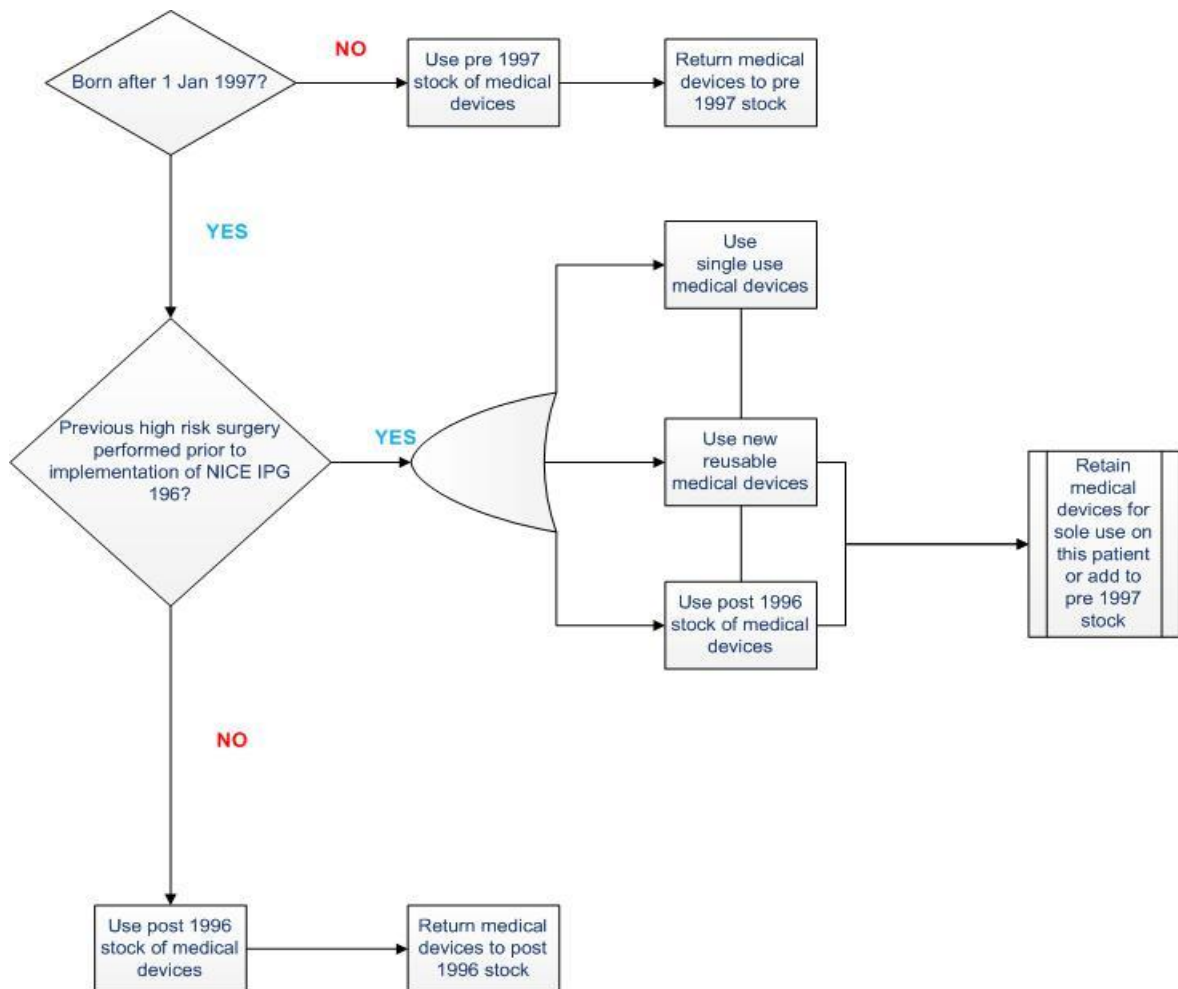 Born after 1 Jan 1997?
NO
Use pre 1997
stock of medical
devices
Return medical
devices to pre
1997 stock
YES
Use
single use
medical devices
Previous high risk surgery
performed prior to
implementation of NICE IPG
196?
YES
Use new
reusable
medical devices
Retain
medical
devices for
sole use on
this patient
or add to
pre 1997
stock
Use post 1996
stock of medical
devices
NO
Use post 1996
stock of medical
devices
Return medical
devices to post
1996 stock